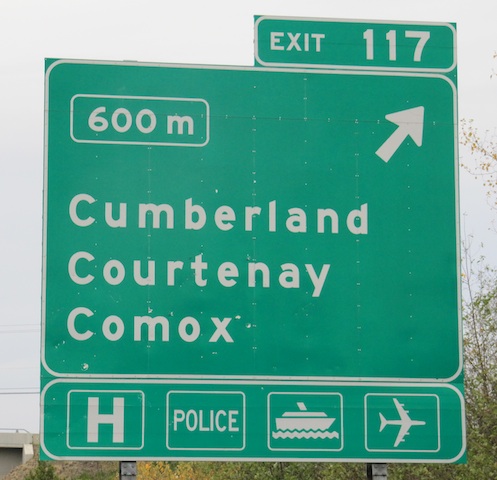 EXIT 117
600 m
Cumberland
Courtenay
Comox
H POLICE